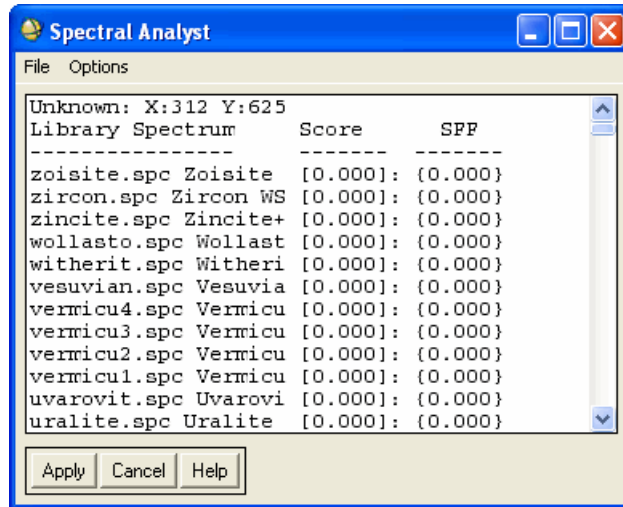 Spectral Analyst
File Options
Unknown: X:312 Y:625
Library Spectrum Score SFF
---------------- ------- -------
zoisite.spc Zoisite [0.000]: {0.000}
zircon.spc Zircon WS [0.000]: {0.000}
zincite.spc Zincite+ [0.000]: {0.000}
wollasto.spc Wollast [0.000]: {0.000}
witherit.spc Witheri [0.000]: {0.000}
vesuvian.spc Vesuvia [0.000]: {0.000}
vermicu4.spc Vermicu [0.000]: {0.000}
vermicu3.spc Vermicu [0.000]: {0.000}
vermicu2.spc Vermicu [0.000]: {0.000}
vermicu1.spc Vermicu [0.000]: {0.000}
uvarovit.spc Uvarovi [0.000]: {0.000}
uralite.spc Uralite [0.000]: {0.000}
Apply Cancel Help